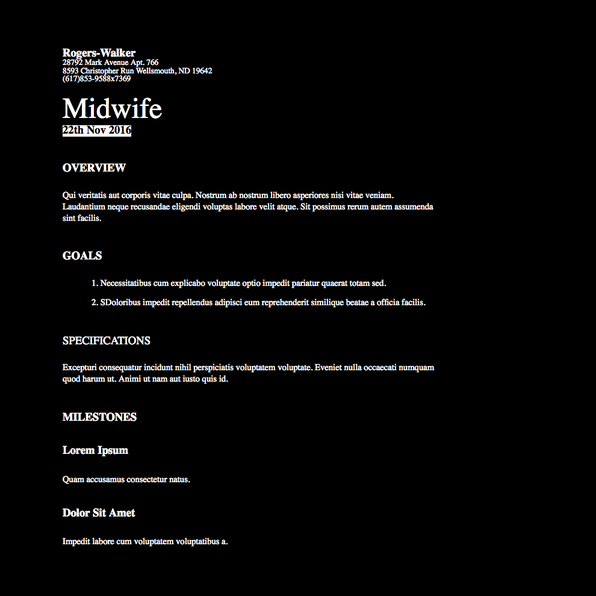 Rogers-Walker
28792 Mark Avenue Apt. 766
8593 Christopher Run Wellsmouth, ND 19642
(617)853-9588x7369
Midwife
22th Nov 2016
OVERVIEW
Qui veritatis aut corporis vitae culpa. Nostrum ab nostrum libero asperiores nisi vitae veniam.
Laudantium neque recusandae eligendi voluptas labore velit atque. Sit possimus rerum autem assumenda
sint facilis.
GOALS
1. Necessitatibus cum explicabo voluptate optio impedit pariatur quaerat totam sed.
2. SDoloribus impedit repellendus adipisci eum reprehenderit similique beatae a officia facilis.
SPECIFICATIONS
Excepturi consequatur incidunt nihil perspiciatis voluptatem voluptate. Eveniet nulla occaecati numquam
quod harum ut. Animi ut nam aut iusto quis id.
MILESTONES
Lorem Ipsum
Quam accusamus consectetur natus.
Dolor Sit Amet
Impedit labore cum voluptatem voluptatibus a.